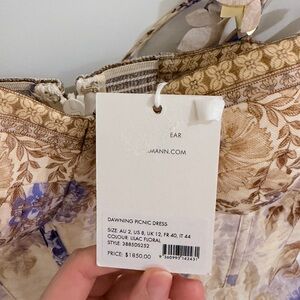 EAR
MANN.COM
DAWNING PICNIC DRESS
SIZE: AU 2, US 8, UK 12, FR 40, IT 44
COLOUR: LILAC FLORAL
STYLE: 3885DS252
PRICE: $1850.00